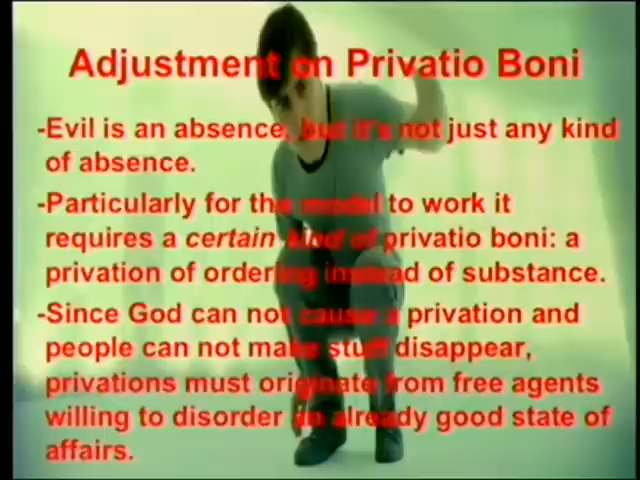 Adjustment on Privatio Boni
-Evil is an absence, but it's not just any kind
of absence.
-Particularly for the model to work it
requires a certain kind of privatio boni: a
privation of ordering instead of substance.
-Since God can not cause a privation and
people can not make stuff disappear,
privations must originate from free agents
willing to disorder an already good state of
affairs.